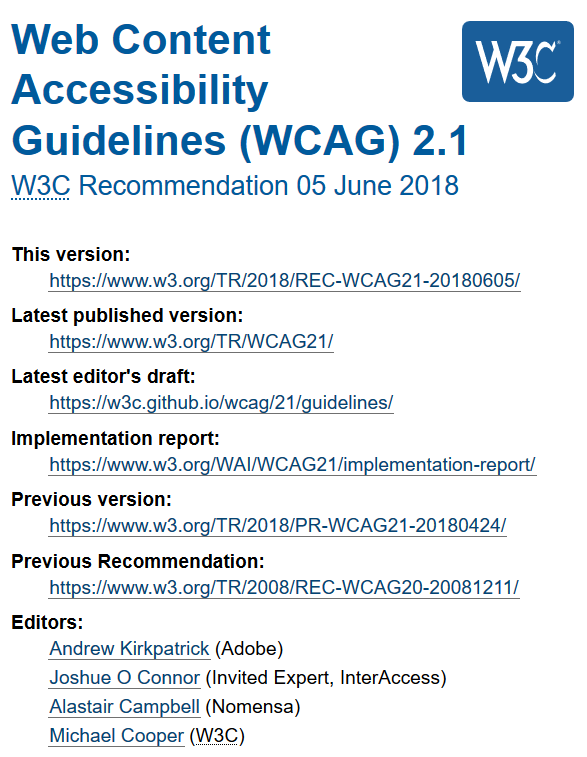 Web Content
Accessibility
Guidelines (WCAG) 2.1
W3C®
W3C Recommendation 05 June 2018
This version:
https://www.w3.org/TR/2018/REC-WCAG21-20180605/
Latest published version:
https://www.w3.org/TR/WCAG21/
Latest editor's draft:
https://w3c.github.io/wcag/21/guidelines/
Implementation report:
https://www.w3.org/WAI/WCAG21/implementation-report/
Previous version:
https://www.w3.org/TR/2018/PR-WCAG21-20180424/
Previous Recommendation:
https://www.w3.org/TR/2008/REC-WCAG20-20081211/
Editors:
Andrew Kirkpatrick (Adobe)
Joshue O Connor (Invited Expert, InterAccess)
Alastair Campbell (Nomensa)
Michael Cooper (W3C)